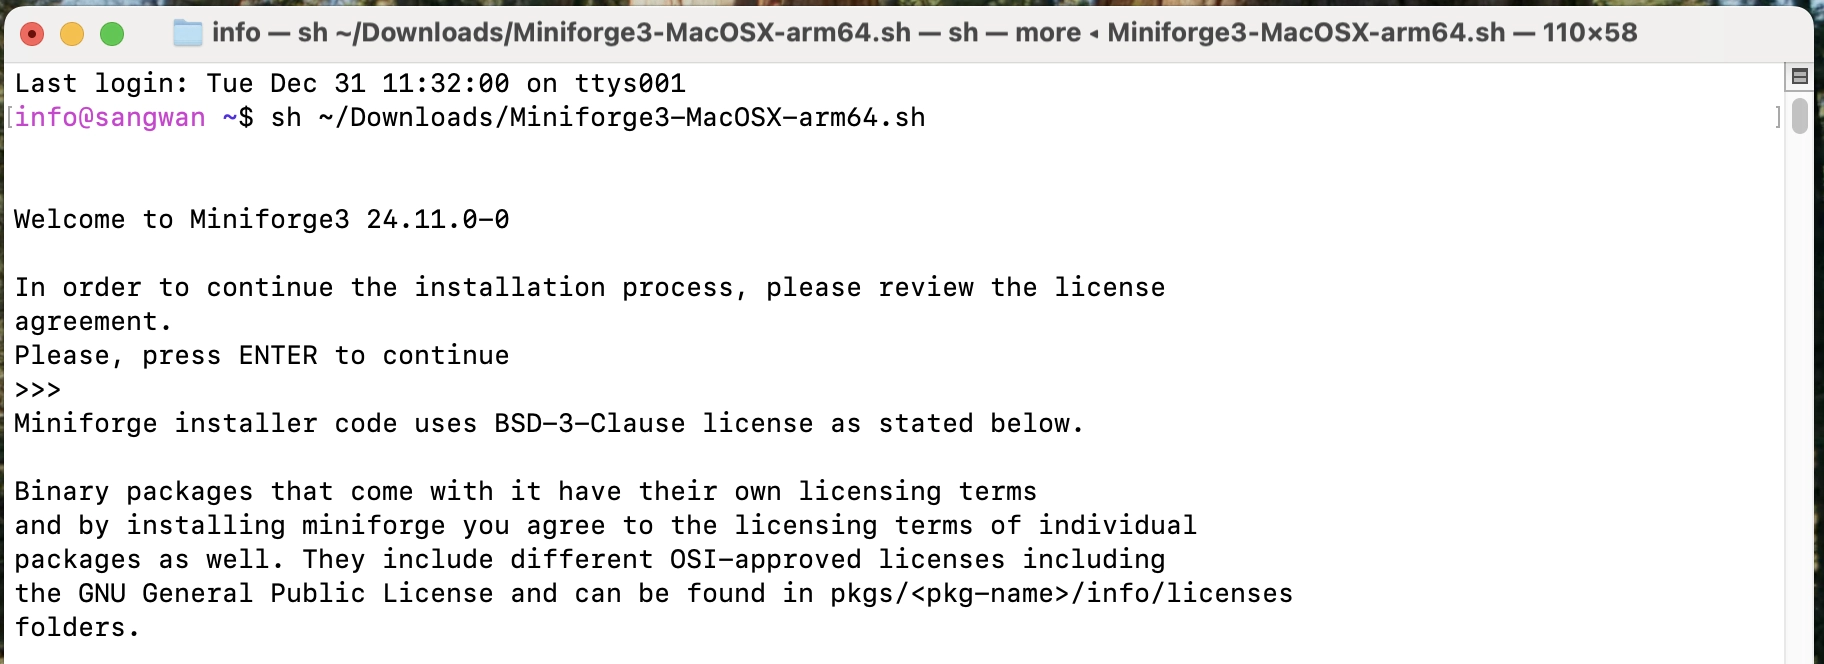 info — sh ~/Downloads/Miniforge3-MacOSX-arm64.sh — sh — more ◂ Miniforge3-MacOSX-arm64.sh — 110×58
Last login: Tue Dec 31 11:32:00 on ttys001
[info@sangwan ~$ sh ~/Downloads/Miniforge3-MacOSX-arm64.sh ]
Welcome to Miniforge3 24.11.0-0
In order to continue the installation process, please review the license
agreement.
Please, press ENTER to continue
>>>
Miniforge installer code uses BSD-3-Clause license as stated below.
Binary packages that come with it have their own licensing terms
and by installing miniforge you agree to the licensing terms of individual
packages as well. They include different OSI-approved licenses including
the GNU General Public License and can be found in pkgs/<pkg-name>/info/licenses
folders.